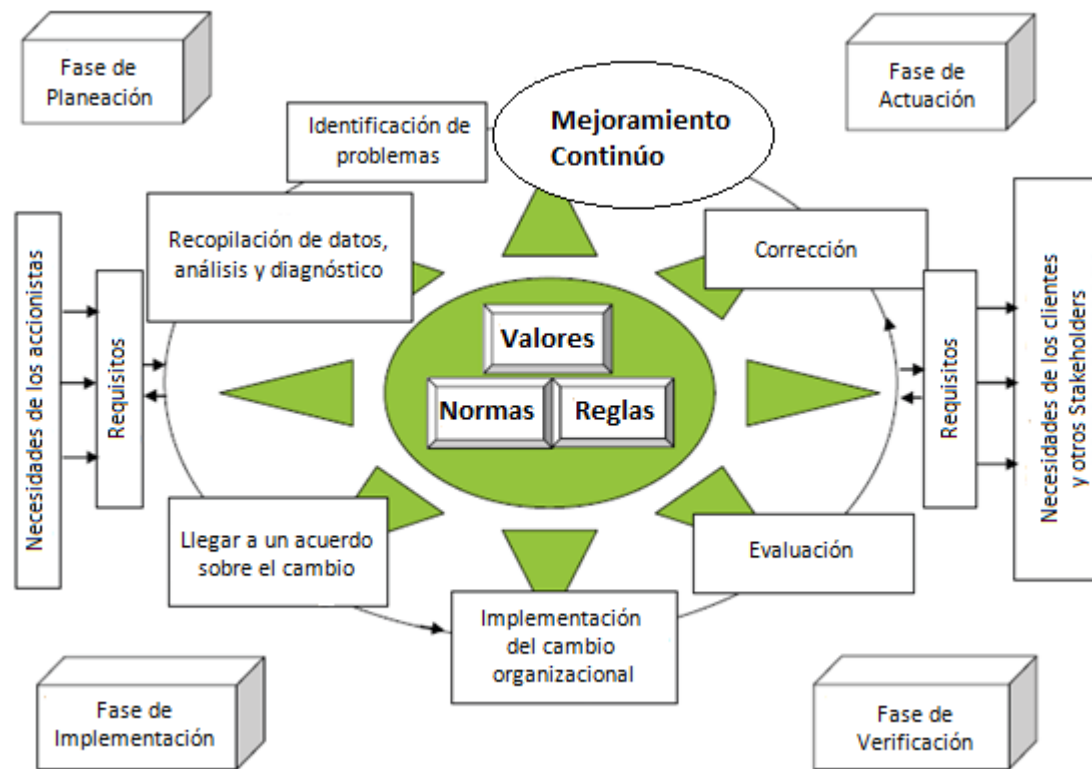 Fase de
Planeación
Fase de
Actuación
Identificación de
problemas
Mejoramiento
Continúo
Recopilación de datos,
análisis y diagnóstico
Corrección
Necesidades de los accionistas
Requisitos
Valores
Normas
Reglas
Requisitos
Necesidades de los clientes
y otros Stakeholders
Llegar a un acuerdo
sobre el cambio
Evaluación
Implementación
del cambio
organizacional
Fase de
Implementación
Fase de
Verificación